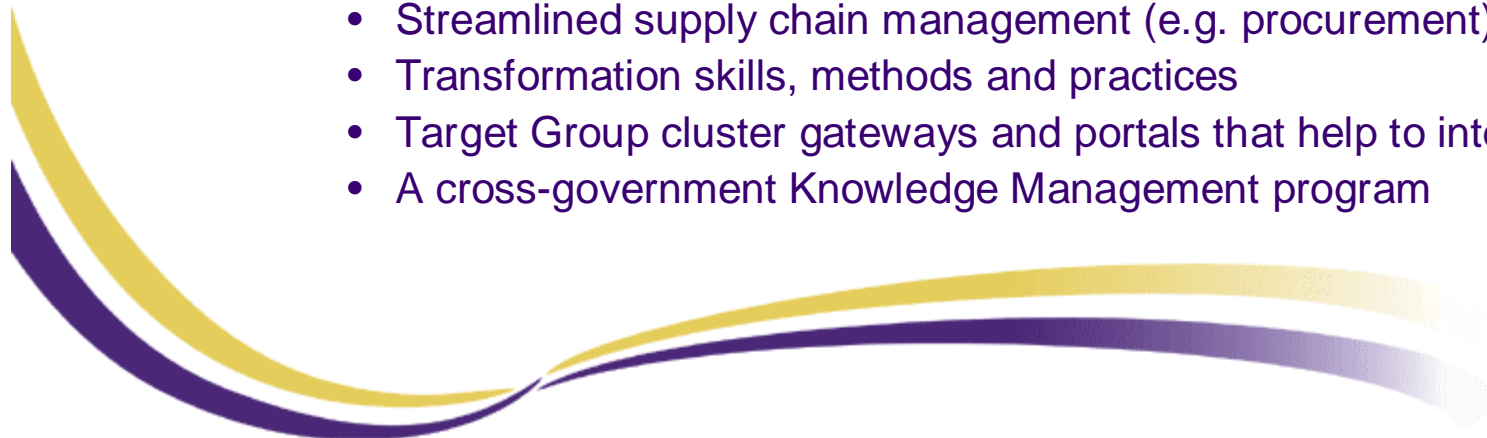 • Streamlined supply chain management (e.g. procurement)
• Transformation skills, methods and practices
• Target Group cluster gateways and portals that help to
• A cross-government Knowledge Management program